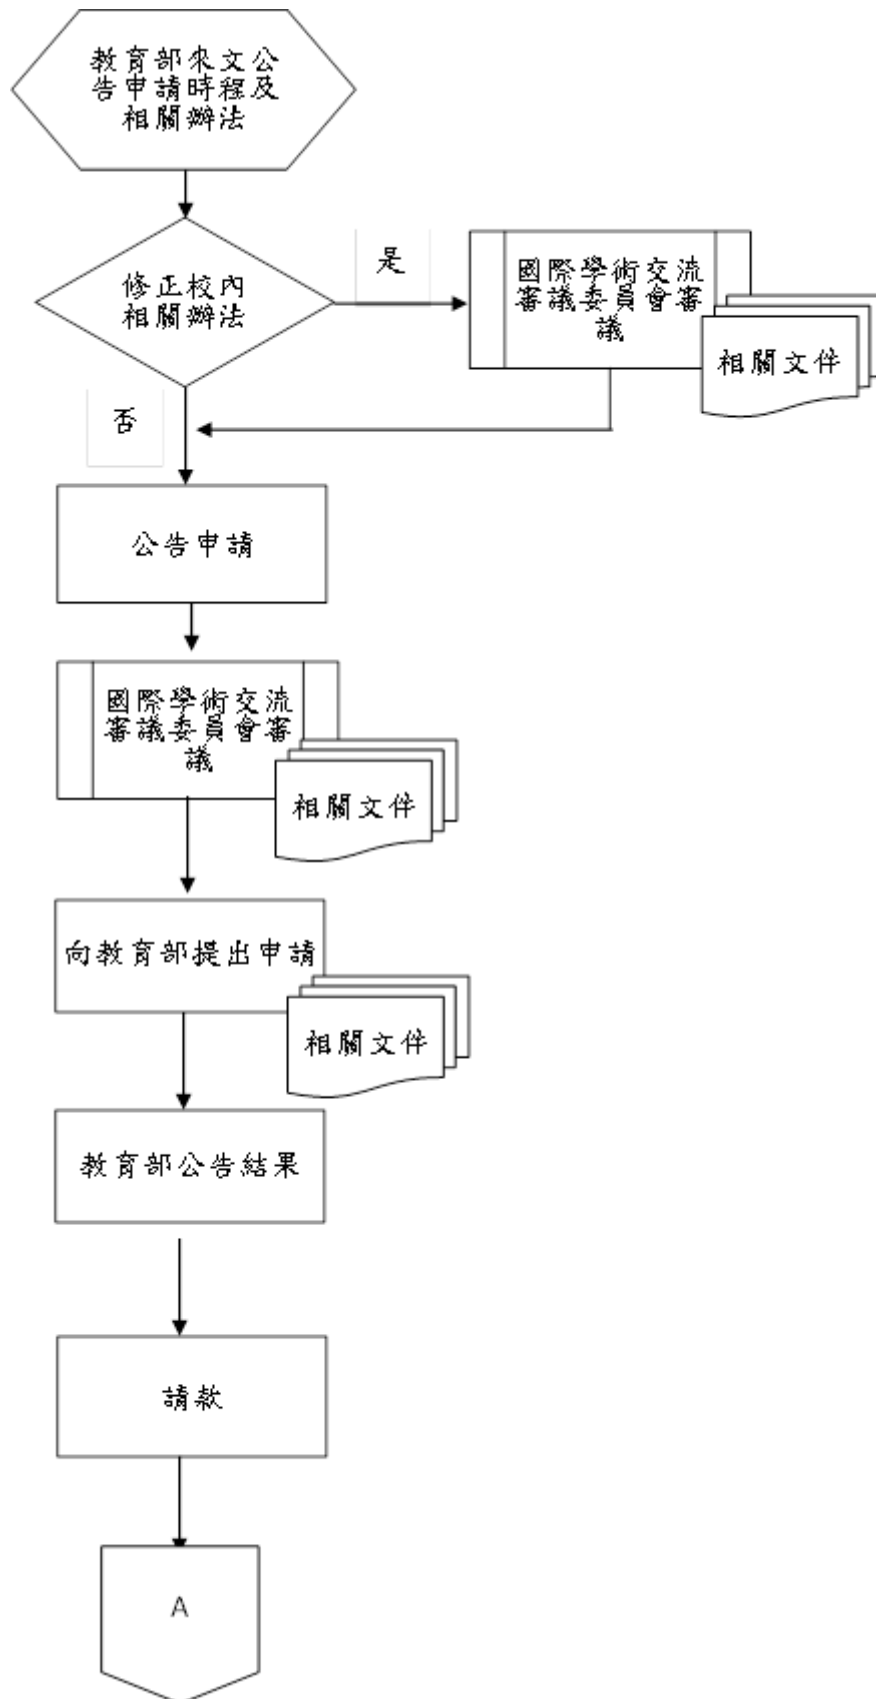 教育部來文公
告申請時程及
相關辦法
修正校內
相關辦法
是
國際學術交流
審議委員會審
議
相關文件
否
公告申請
國際學術交流
審議委員會審
議
相關文件
向教育部提出申請
相關文件
教育部公告結果
請款
A